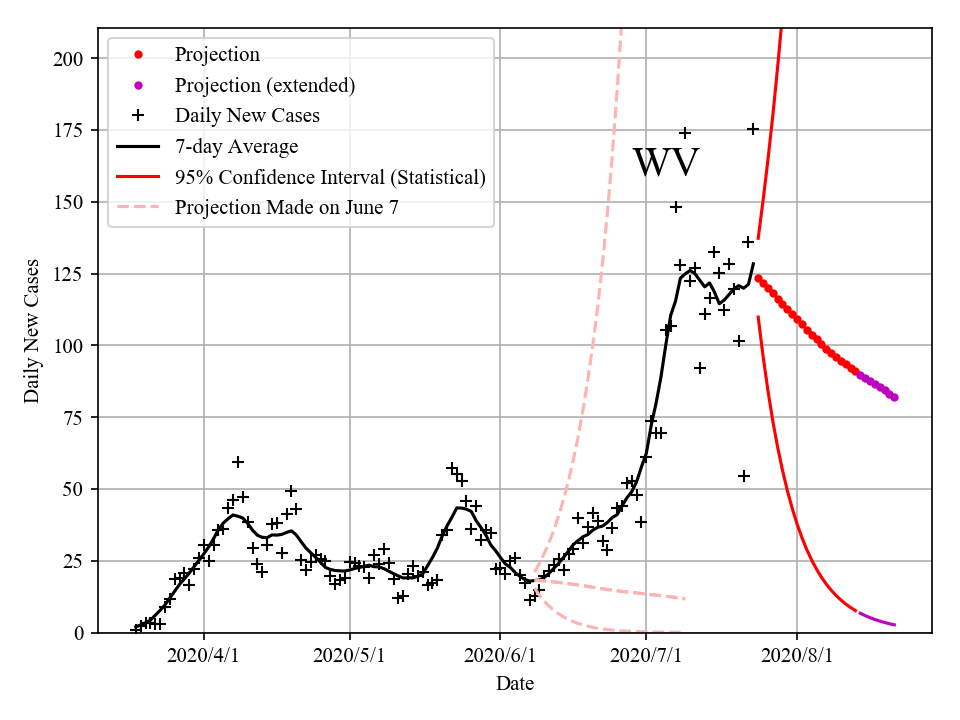 Projection
Projection (extended)
Daily New Cases
7-day Average
95% Confidence Interval (Statistical)
Projection Made on June 7
WV
200
175
150
125
100
75
50
25
0
Daily New Cases
2020/4/1 2020/5/1 2020/6/1 2020/7/1 2020/8/1
Date